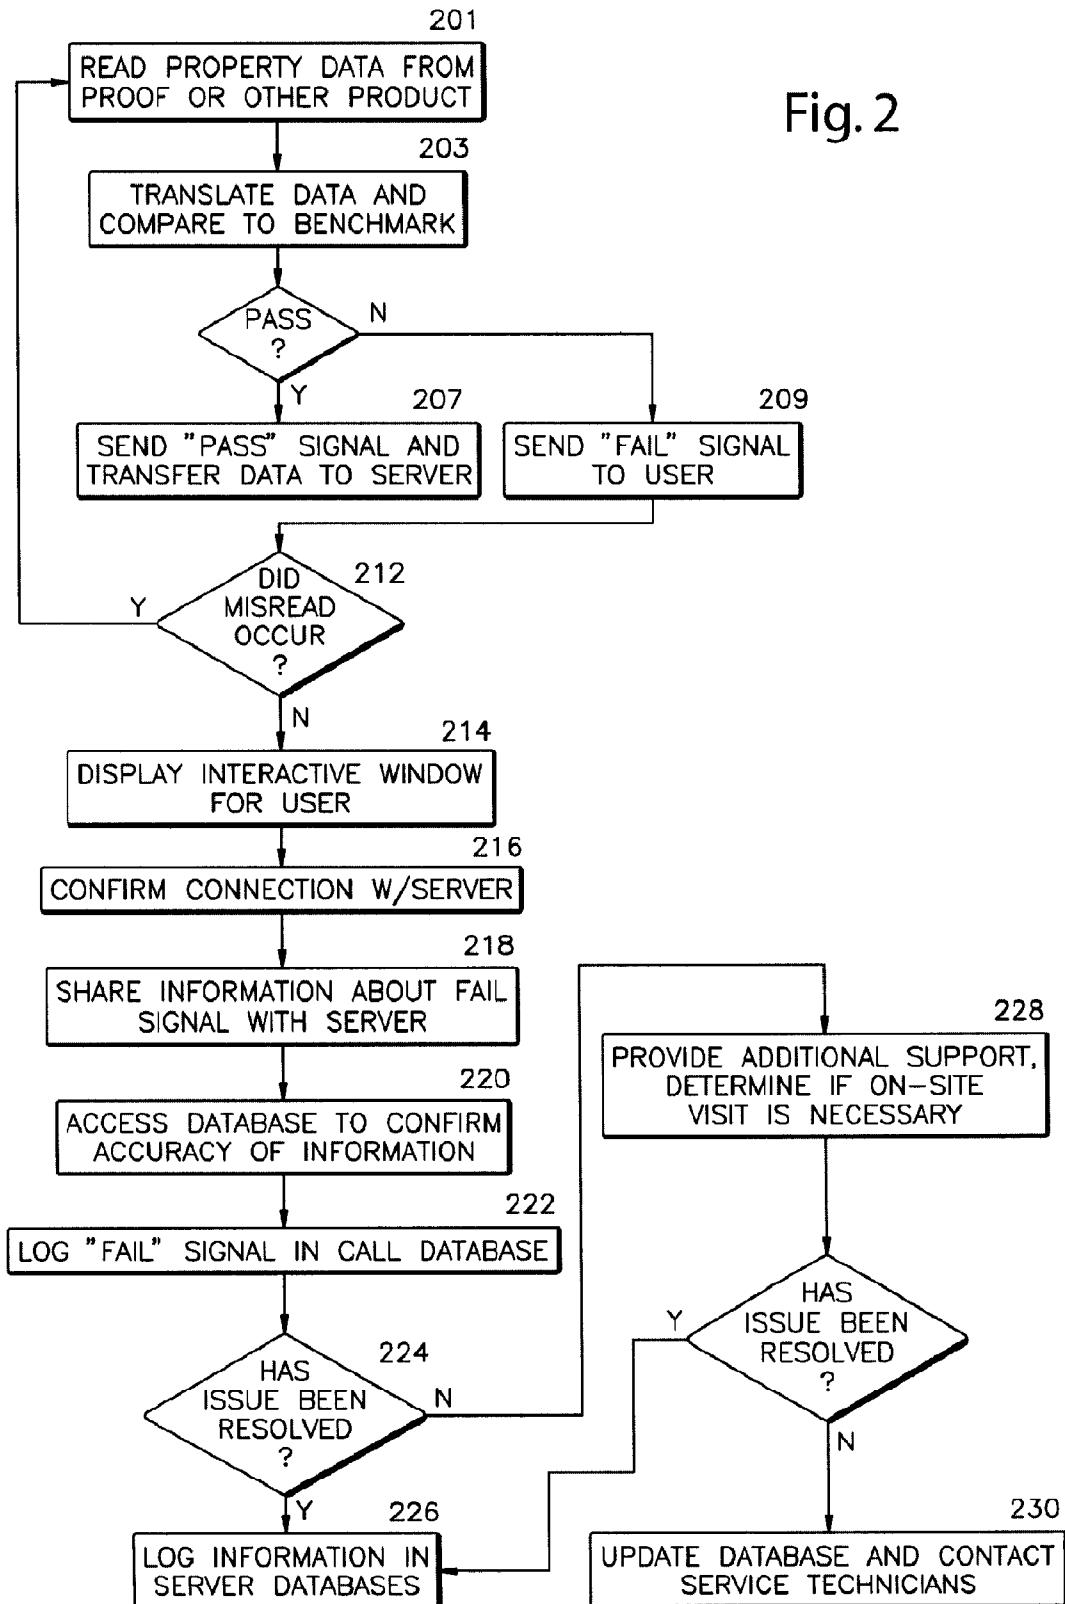 201
READ PROPERTY DATA FROM
PROOF OR OTHER PRODUCT
Fig. 2
203
TRANSLATE DATA AND
COMPARE TO BENCHMARK
PASS
?
N
Y
207
SEND "PASS" SIGNAL AND
TRANSFER DATA TO SERVER
209
SEND "FAIL" SIGNAL
TO USER
212
DID
MISREAD
OCCUR
?
Y
N
214
DISPLAY INTERACTIVE WINDOW
FOR USER
216
CONFIRM CONNECTION W/SERVER
218
SHARE INFORMATION ABOUT FAIL
SIGNAL WITH SERVER
220
ACCESS DATABASE TO CONFIRM
ACCURACY OF INFORMATION
222
LOG "FAIL" SIGNAL IN CALL DATABASE
224
HAS
ISSUE BEEN
RESOLVED
?
N
Y
226
LOG INFORMATION IN
SERVER DATABASES
228
PROVIDE ADDITIONAL SUPPORT,
DETERMINE IF ON-SITE
VISIT IS NECESSARY
HAS
ISSUE BEEN
RESOLVED
?
Y
N
230
UPDATE DATABASE AND CONTACT
SERVICE TECHNICIANS